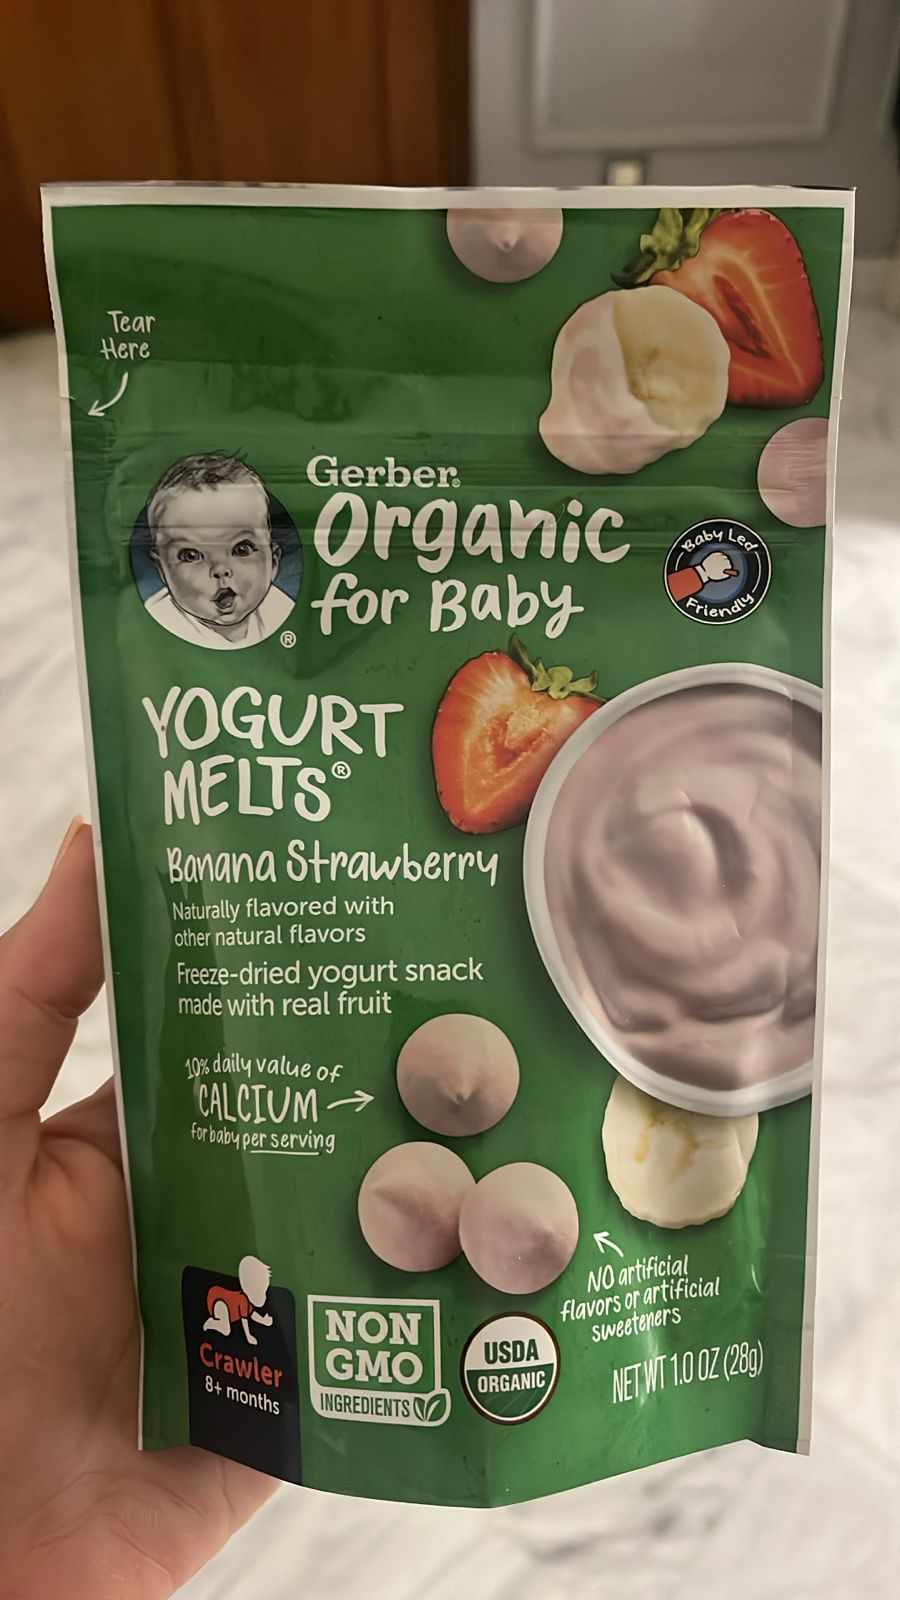 Tear
Here
Gerber®
Organic
for Baby
®
Baby Led
Friendly
YOGURT
MELTS®
Banana Strawberry
Naturally flavored with
other natural flavors
Freeze-dried yogurt snack
made with real fruit
10% daily value of
CALCIUM
for baby per serving
NO artificial
flavors or artificial
sweeteners
Crawler
8+ months
NON
GMO
INGREDIENTS
USDA
ORGANIC
NET WT 1.0 OZ (28g)